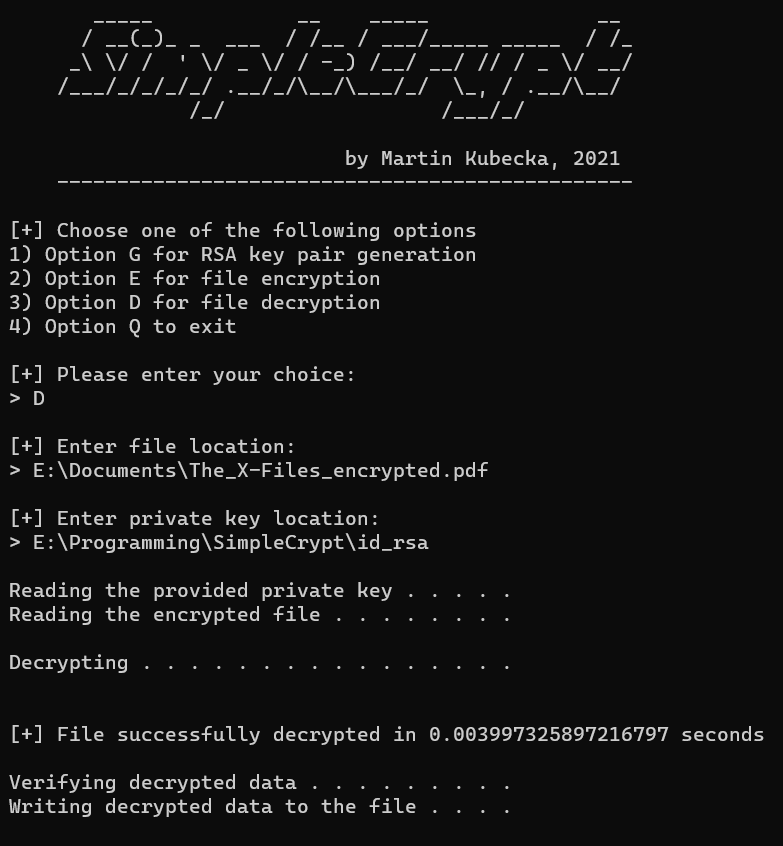 SimpleCrypt
by Martin Kubecka, 2021
------------------------------------------------
[+] Choose one of the following options
1) Option G for RSA key pair generation
2) Option E for file encryption
3) Option D for file decryption
4) Option Q to exit
[+] Please enter your choice:
> D
[+] Enter file location:
> E:\Documents\The_X-Files_encrypted.pdf
[+] Enter private key location:
> E:\Programming\SimpleCrypt\id_rsa
Reading the provided private key . . . . .
Reading the encrypted file . . . . . . . .
Decrypting . . . . . . . . . . . . . . . .
[+] File successfully decrypted in 0.003997325897216797 seconds
Verifying decrypted data . . . . . . . . .
Writing decrypted data to the file . . . .